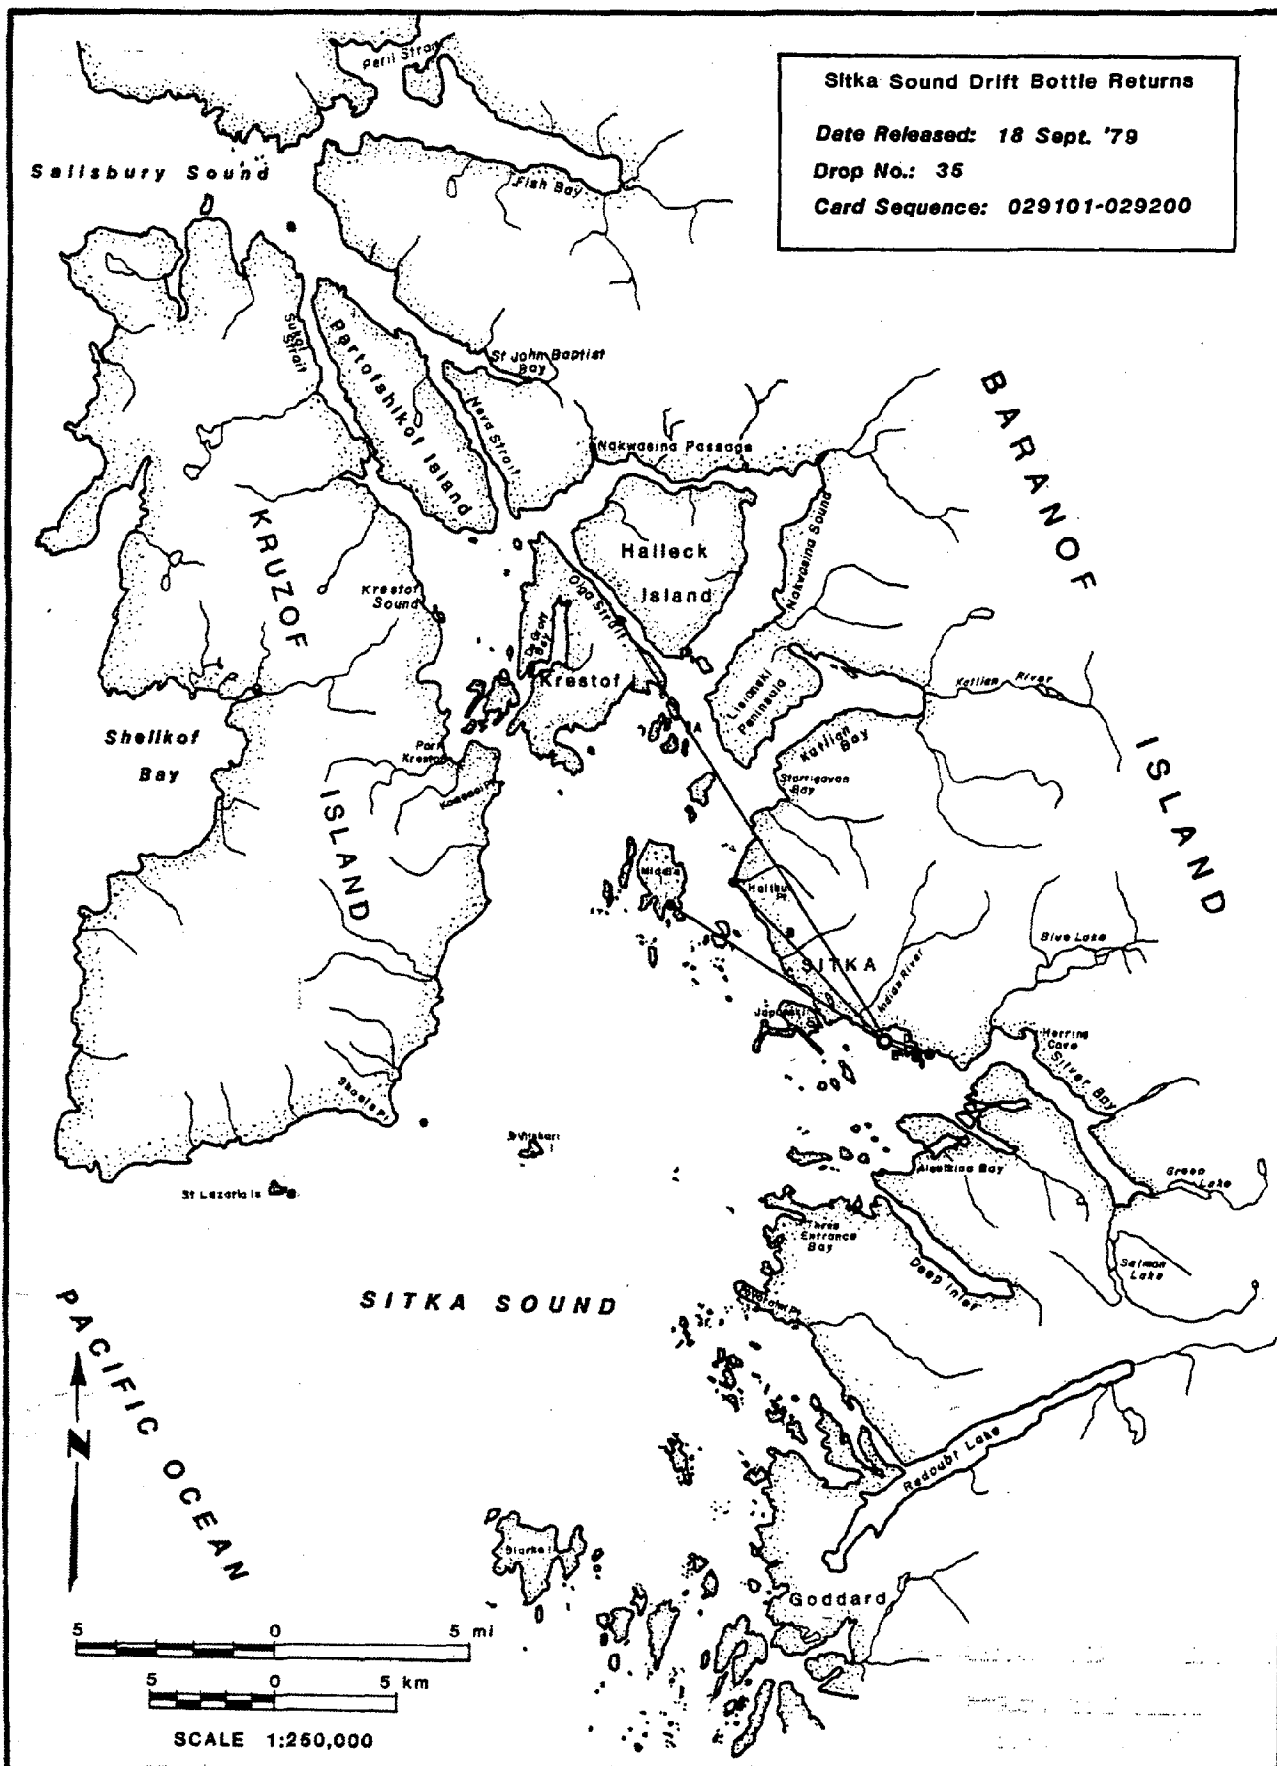 Sitka Sound Drift Bottle Returns
Date Released: 18 Sept. '79
Drop No.: 35
Card Sequence: 029101-029200
Peril Strait
Salisbury Sound
Fish Bay
Sukoi
Strait
Partofshikof Island
St John Baptist
Bay
Neva Strait
Nakwasina Passage
BARANOF
ISLAND
KRUZOF
ISLAND
Halleck
Island
Nakwasina Sound
Olga Strait
Krestof
Sound
De Groff
Bay
Krestof I
Lisianski
Peninsula
Katlian River
Katlian
Bay
Starrigavan
Bay
Shelikof
Bay
Port
Krestof
A
Middle
Halibut
Pt
B
C
SITKA
Indian River
Blue Lake
Japonski
Herring
Cove
Silver Bay
E
Shoals Pt
St Lazaria Is
Aleutkina Bay
Green
Lake
Three
Entrance
Bay
Deep Inlet
Salmon
Lake
SITKA SOUND
PACIFIC OCEAN
N
Redoubt Lake
Biorka I
Goddard
5 0 5 mi
5 0 5 km
SCALE 1:250,000